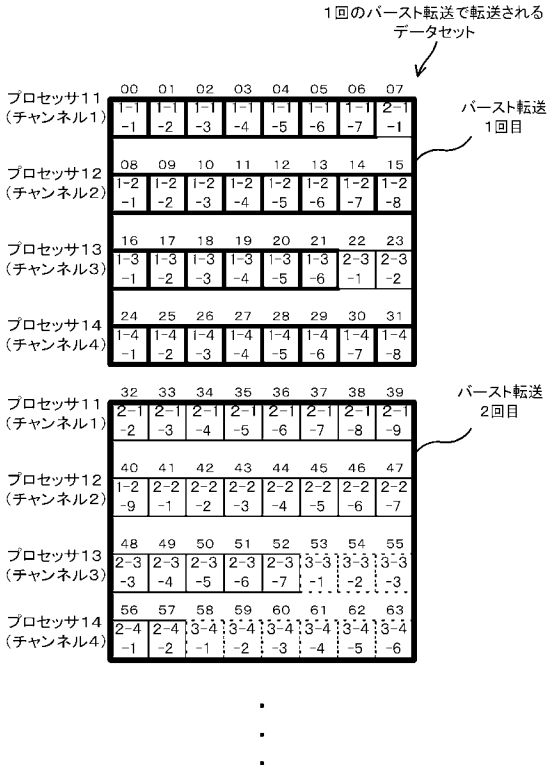 1回のバースト転送で転送される
データセット
00 01 02 03 04 05 06 07
プロセッサ11
(チャンネル1)
1-1 1-1 1-1 1-1 1-1 1-1 1-1 2-1
-1 -2 -3 -4 -5 -6 -7 -1
バースト転送
1回目
08 09 10 11 12 13 14 15
プロセッサ12
(チャンネル2)
1-2 1-2 1-2 1-2 1-2 1-2 1-2 1-2
-1 -2 -3 -4 -5 -6 -7 -8
16 17 18 19 20 21 22 23
プロセッサ13
(チャンネル3)
1-3 1-3 1-3 1-3 1-3 1-3 2-3 2-3
-1 -2 -3 -4 -5 -6 -1 -2
24 25 26 27 28 29 30 31
プロセッサ14
(チャンネル4)
1-4 1-4 1-4 1-4 1-4 1-4 1-4 1-4
-1 -2 -3 -4 -5 -6 -7 -8
32 33 34 35 36 37 38 39
プロセッサ11
(チャンネル1)
2-1 2-1 2-1 2-1 2-1 2-1 2-1 2-1
-2 -3 -4 -5 -6 -7 -8 -9
バースト転送
2回目
40 41 42 43 44 45 46 47
プロセッサ12
(チャンネル2)
1-2 2-2 2-2 2-2 2-2 2-2 2-2 2-2
-9 -1 -2 -3 -4 -5 -6 -7
48 49 50 51 52 53 54 55
プロセッサ13
(チャンネル3)
2-3 2-3 2-3 2-3 2-3 3-3 3-3 3-3
-3 -4 -5 -6 -7 -1 -2 -3
56 57 58 59 60 61 62 63
プロセッサ14
(チャンネル4)
2-4 2-4 3-4 3-4 3-4 3-4 3-4 3-4
-1 -2 -1 -2 -3 -4 -5 -6